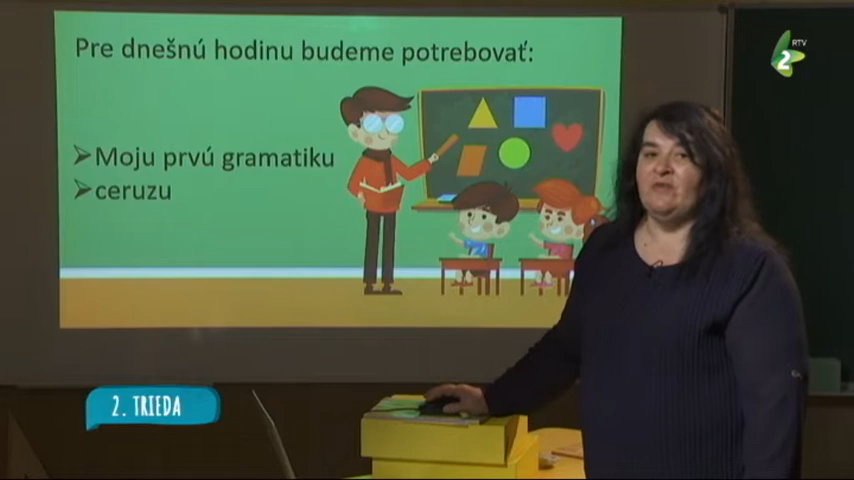 Pre dnešnú hodinu budeme potrebovať:
Moju prvú gramatiku
ceruzu
RTV
2
2. TRIEDA